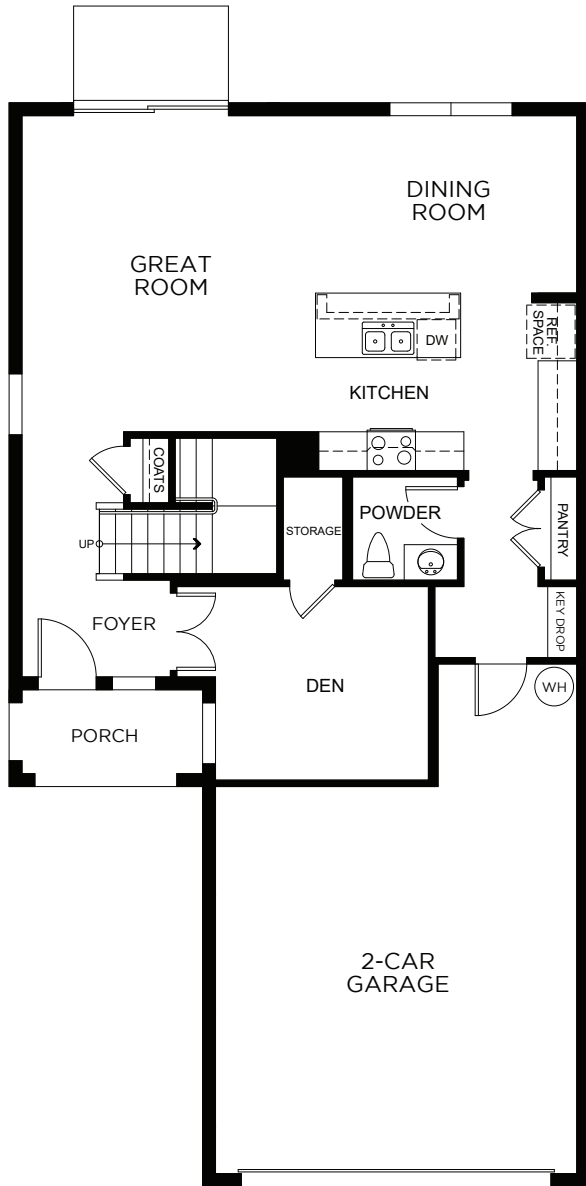 DINING
ROOM
GREAT
ROOM
REF.
SPACE
DW
KITCHEN
COATS
PANTRY
POWDER
STORAGE
UP
KEY DROP
FOYER
DEN
WH
PORCH
2-CAR
GARAGE